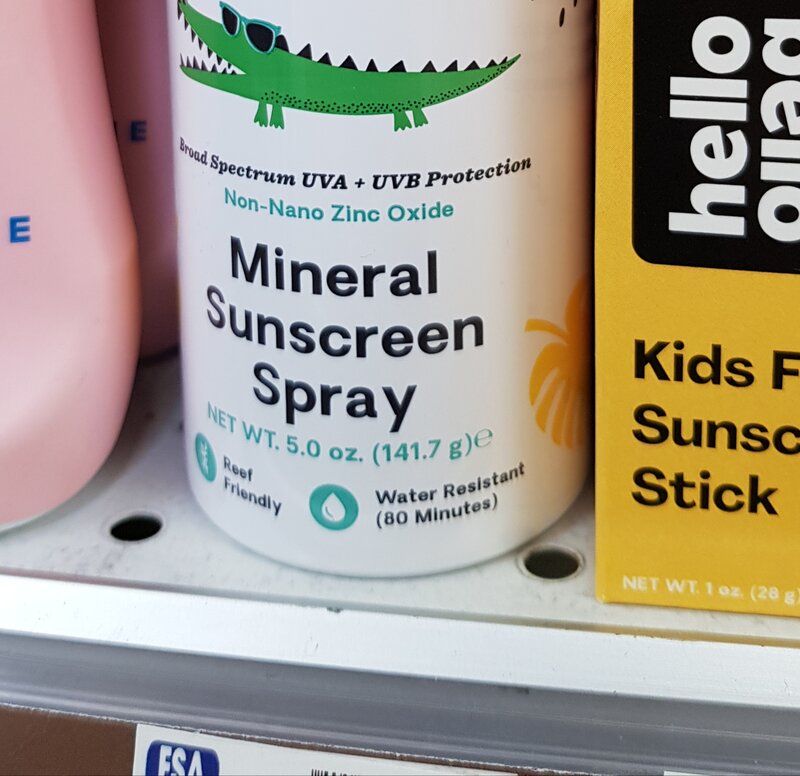 E
E
Broad Spectrum UVA + UVB Protection
Non-Nano Zinc Oxide
Mineral
Sunscreen
Spray
NET WT. 5.0 oz. (141.7 g)℮
Reef
Friendly
Water Resistant
(80 Minutes)
hello
hello
Kids F
Sunsc
Stick
NET WT. 1 oz. (28 g)
FSA